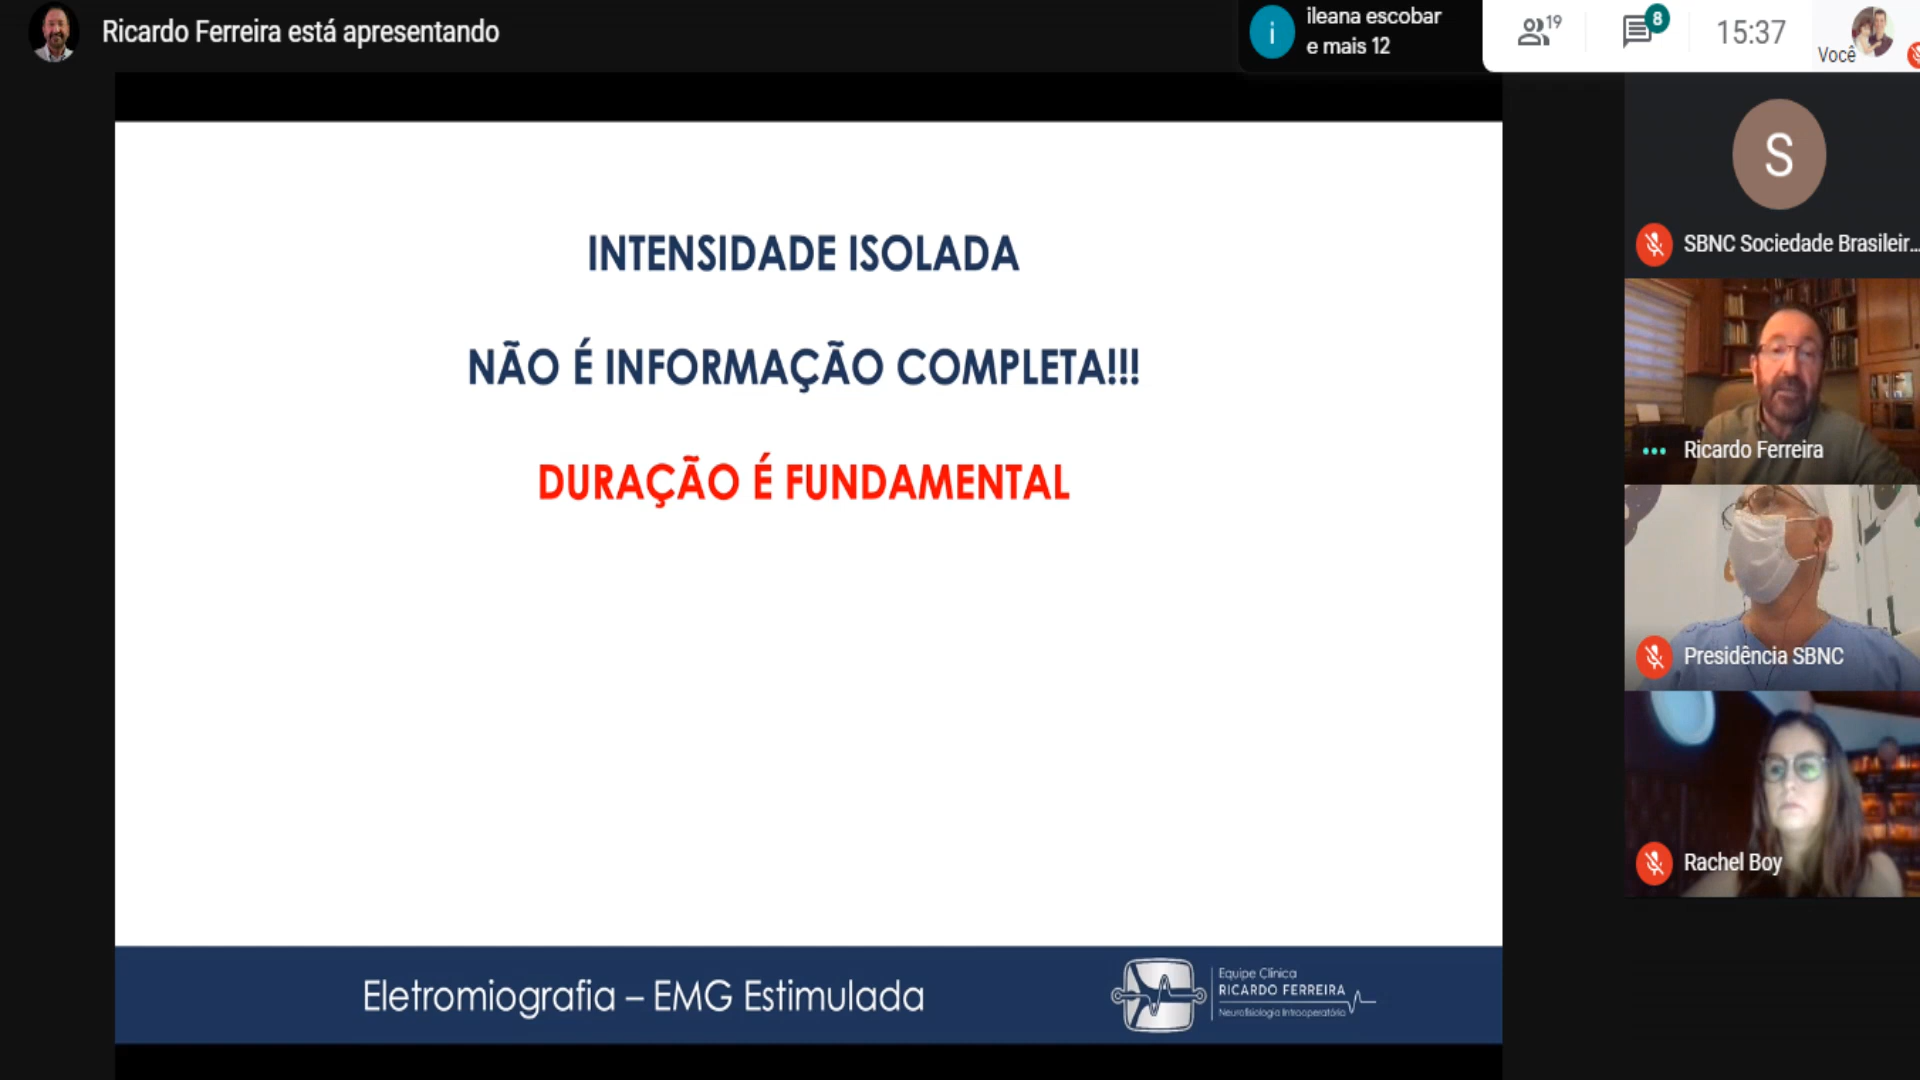 Ricardo Ferreira está apresentando
i
ileana escobar
e mais 12
19
8
15:37
Você
S
SBNC Sociedade Brasileir...
INTENSIDADE ISOLADA
NÃO É INFORMAÇÃO COMPLETA!!!
DURAÇÃO É FUNDAMENTAL
Ricardo Ferreira
Presidência SBNC
Rachel Boy
Eletromiografia – EMG Estimulada
Equipe Clínica
RICARDO FERREIRA
Neurofisiologia Intraoperatória